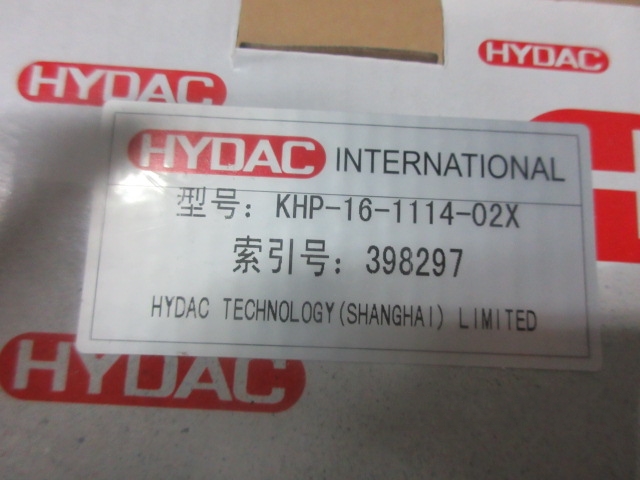 HYDAC
HYDAC
HYDAC INTERNATIONAL
型号: KHP-16-1114-02X
索引号: 398297
HYDAC TECHNOLOGY(SHANGHAI) LIMITED
HYDAC